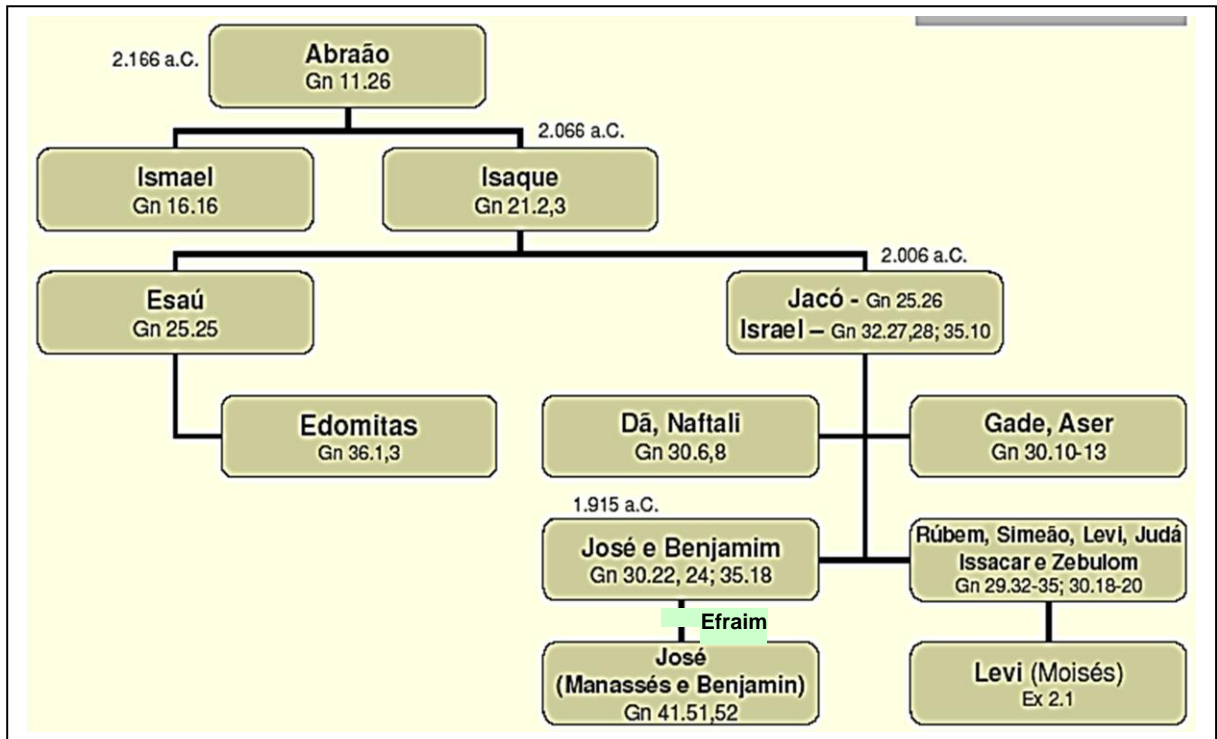 2.166 a.C.
Abraão
Gn 11.26
2.066 a.C.
Ismael
Gn 16.16
Isaque
Gn 21.2,3
2.006 a.C.
Esaú
Gn 25.25
Jacó - Gn 25.26
Israel – Gn 32.27,28; 35.10
Edomitas
Gn 36.1,3
Dã, Naftali
Gn 30.6,8
Gade, Aser
Gn 30.10-13
1.915 a.C.
José e Benjamim
Gn 30.22, 24; 35.18
Rúbem, Simeão, Levi, Judá
Issacar e Zebulom
Gn 29.32-35; 30.18-20
Efraim
José
(Manassés e Benjamin)
Gn 41.51,52
Levi (Moisés)
Ex 2.1